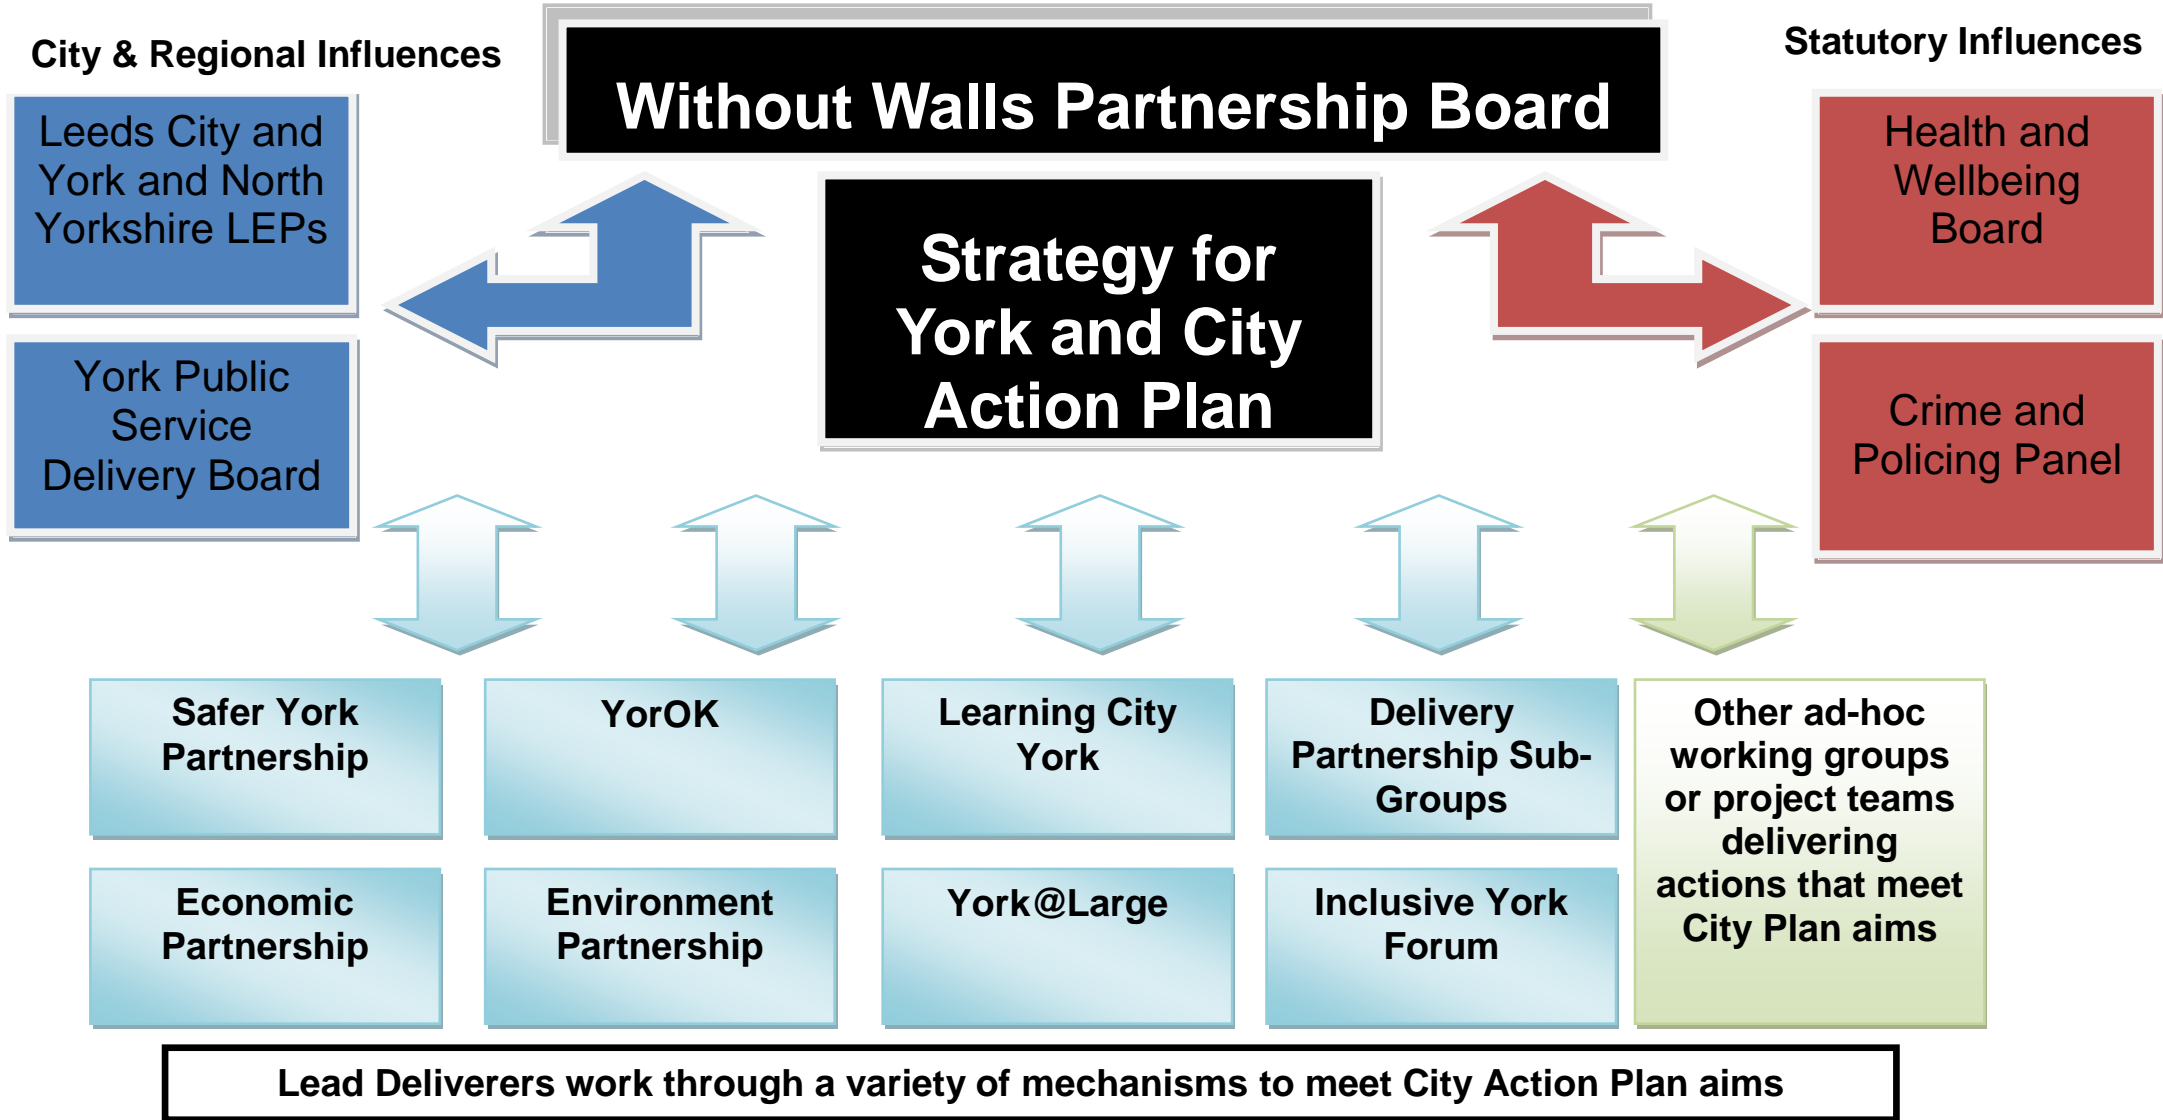 City & Regional Influences
Without Walls Partnership Board
Statutory Influences
Leeds City and
York and North
Yorkshire LEPs
York Public
Service
Delivery Board
Strategy for
York and City
Action Plan
Health and
Wellbeing
Board
Crime and
Policing Panel
Safer York
Partnership
YorOK
Learning City
York
Delivery
Partnership Sub-
Groups
Other ad-hoc
working groups
or project teams
delivering
actions that meet
City Plan aims
Economic
Partnership
Environment
Partnership
York@Large
Inclusive York
Forum
Lead Deliverers work through a variety of mechanisms to meet City Action Plan aims